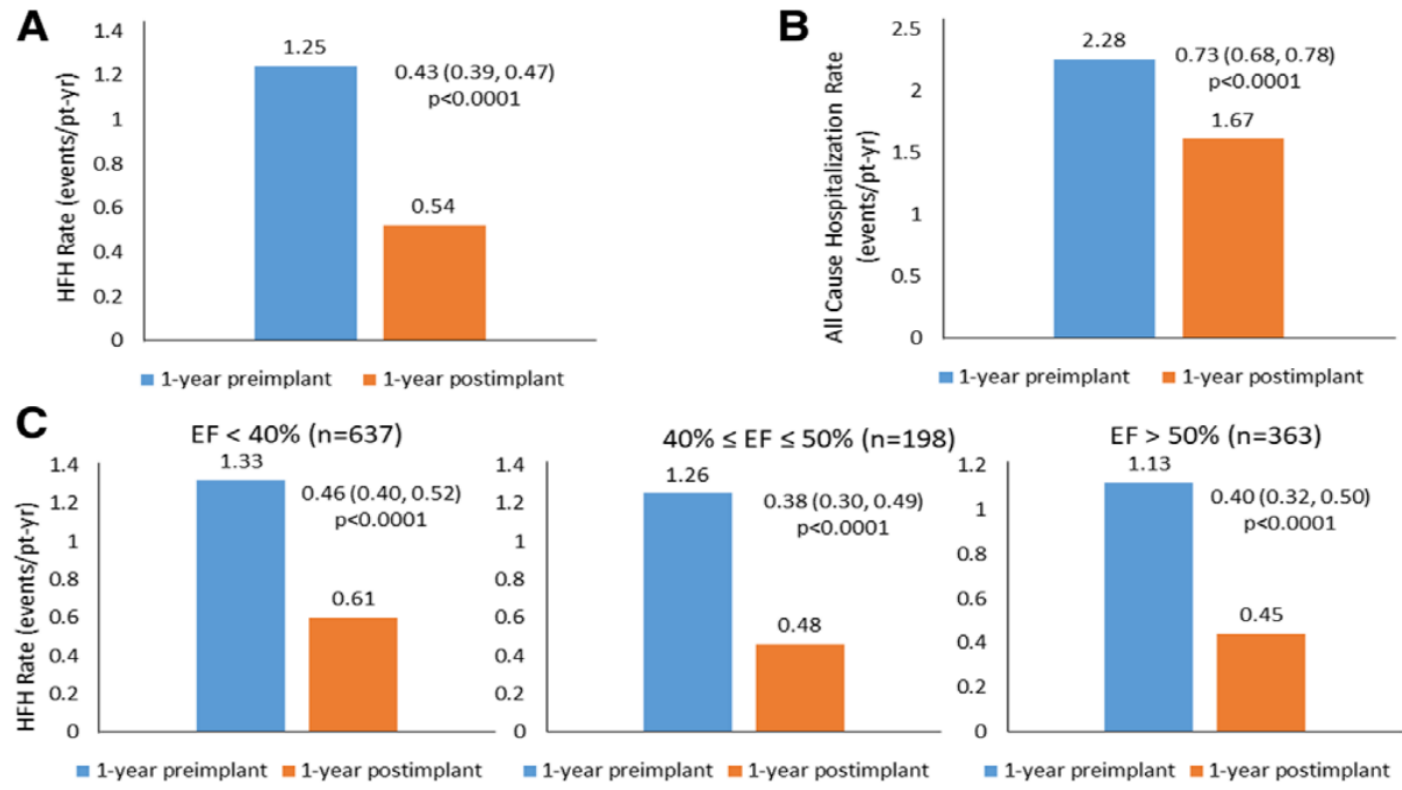 A
HFH Rate (events/pt-yr)
1.4
1.2
1
0.8
0.6
0.4
0.2
0
1.25
0.43 (0.39, 0.47)
p<0.0001
0.54
1-year preimplant 1-year postimplant
B
All Cause Hospitalization Rate
(events/pt-yr)
2.5
2
1.5
1
0.5
0
2.28
0.73 (0.68, 0.78)
p<0.0001
1.67
1-year preimplant 1-year postimplant
C
HFH Rate (events/pt-yr)
EF < 40% (n=637)
1.4
1.2
1
0.8
0.6
0.4
0.2
0
1.33
0.46 (0.40, 0.52)
p<0.0001
0.61
1-year preimplant 1-year postimplant
40% ≤ EF ≤ 50% (n=198)
1.4
1.2
1
0.8
0.6
0.4
0.2
0
1.26
0.38 (0.30, 0.49)
p<0.0001
0.48
1-year preimplant 1-year postimplant
EF > 50% (n=363)
1.2
1
0.8
0.6
0.4
0.2
0
1.13
0.40 (0.32, 0.50)
p<0.0001
0.45
1-year preimplant 1-year postimplant